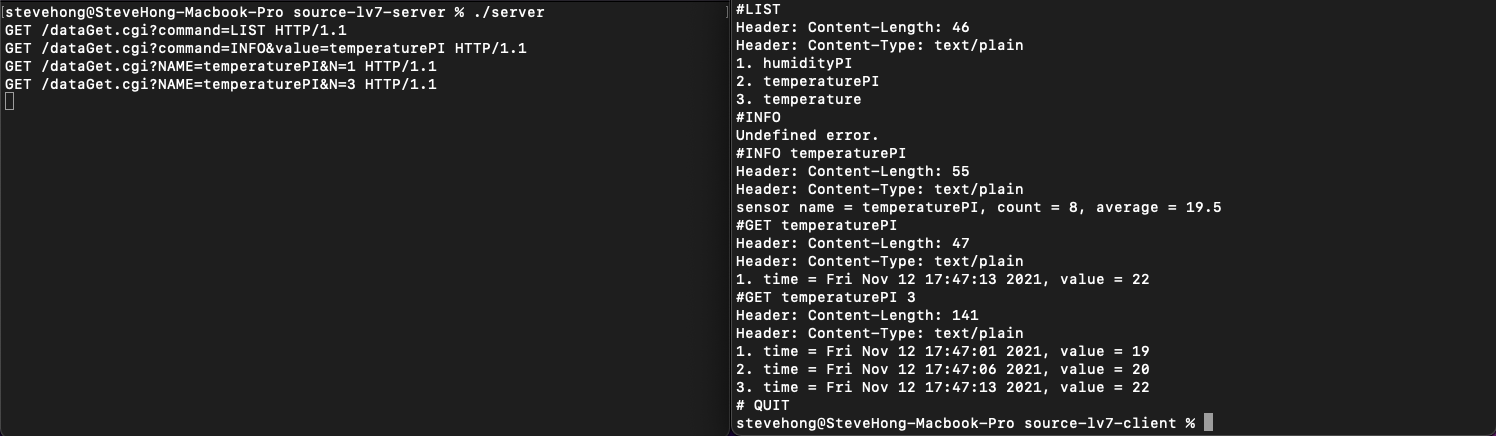 [stevehong@SteveHong-Macbook-Pro source-lv7-server % ./server ]
GET /dataGet.cgi?command=LIST HTTP/1.1
GET /dataGet.cgi?command=INFO&value=temperaturePI HTTP/1.1
GET /dataGet.cgi?NAME=temperaturePI&N=1 HTTP/1.1
GET /dataGet.cgi?NAME=temperaturePI&N=3 HTTP/1.1
#LIST
Header: Content-Length: 46
Header: Content-Type: text/plain
1. humidityPI
2. temperaturePI
3. temperature
#INFO
Undefined error.
#INFO temperaturePI
Header: Content-Length: 55
Header: Content-Type: text/plain
sensor name = temperaturePI, count = 8, average = 19.5
#GET temperaturePI
Header: Content-Length: 47
Header: Content-Type: text/plain
1. time = Fri Nov 12 17:47:13 2021, value = 22
#GET temperaturePI 3
Header: Content-Length: 141
Header: Content-Type: text/plain
1. time = Fri Nov 12 17:47:01 2021, value = 19
2. time = Fri Nov 12 17:47:06 2021, value = 20
3. time = Fri Nov 12 17:47:13 2021, value = 22
# QUIT
stevehong@SteveHong-Macbook-Pro source-lv7-client %